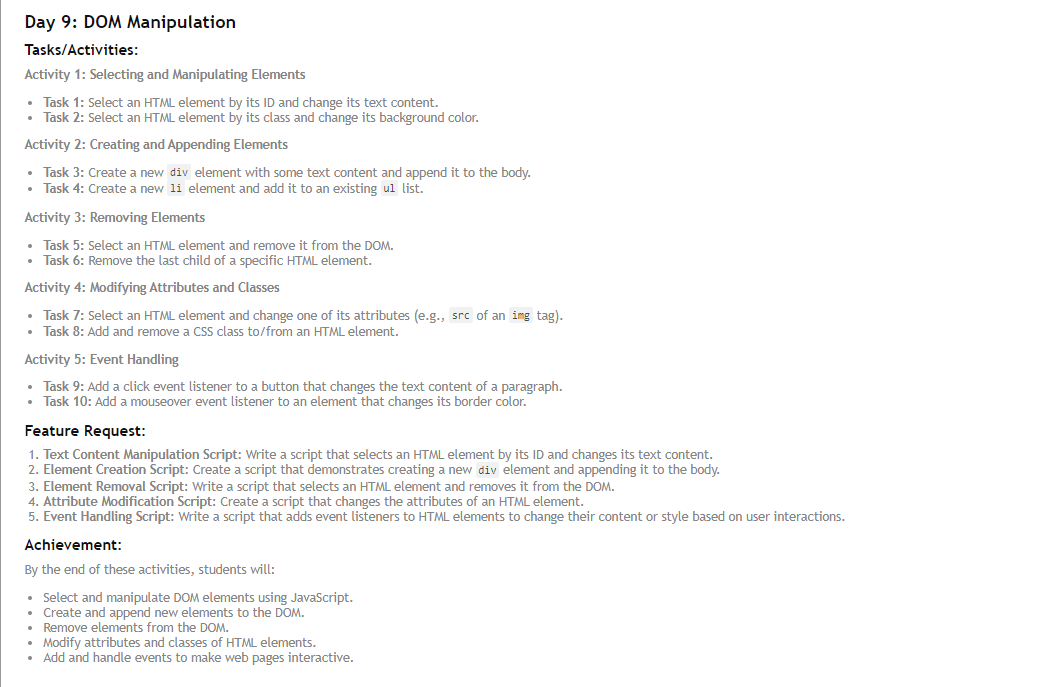 Day 9: DOM Manipulation
Tasks/Activities:
Activity 1: Selecting and Manipulating Elements
• Task 1: Select an HTML element by its ID and change its text content.
• Task 2: Select an HTML element by its class and change its background color.
Activity 2: Creating and Appending Elements
• Task 3: Create a new div element with some text content and append it to the body.
• Task 4: Create a new li element and add it to an existing ul list.
Activity 3: Removing Elements
• Task 5: Select an HTML element and remove it from the DOM.
• Task 6: Remove the last child of a specific HTML element.
Activity 4: Modifying Attributes and Classes
• Task 7: Select an HTML element and change one of its attributes (e.g., src of an img tag).
• Task 8: Add and remove a CSS class to/from an HTML element.
Activity 5: Event Handling
• Task 9: Add a click event listener to a button that changes the text content of a paragraph.
• Task 10: Add a mouseover event listener to an element that changes its border color.
Feature Request:
1. Text Content Manipulation Script: Write a script that selects an HTML element by its ID and changes its text content.
2. Element Creation Script: Create a script that demonstrates creating a new div element and appending it to the body.
3. Element Removal Script: Write a script that selects an HTML element and removes it from the DOM.
4. Attribute Modification Script: Create a script that changes the attributes of an HTML element.
5. Event Handling Script: Write a script that adds event listeners to HTML elements to change their content or style based on user interactions.
Achievement:
By the end of these activities, students will:
• Select and manipulate DOM elements using JavaScript.
• Create and append new elements to the DOM.
• Remove elements from the DOM.
• Modify attributes and classes of HTML elements.
• Add and handle events to make web pages interactive.